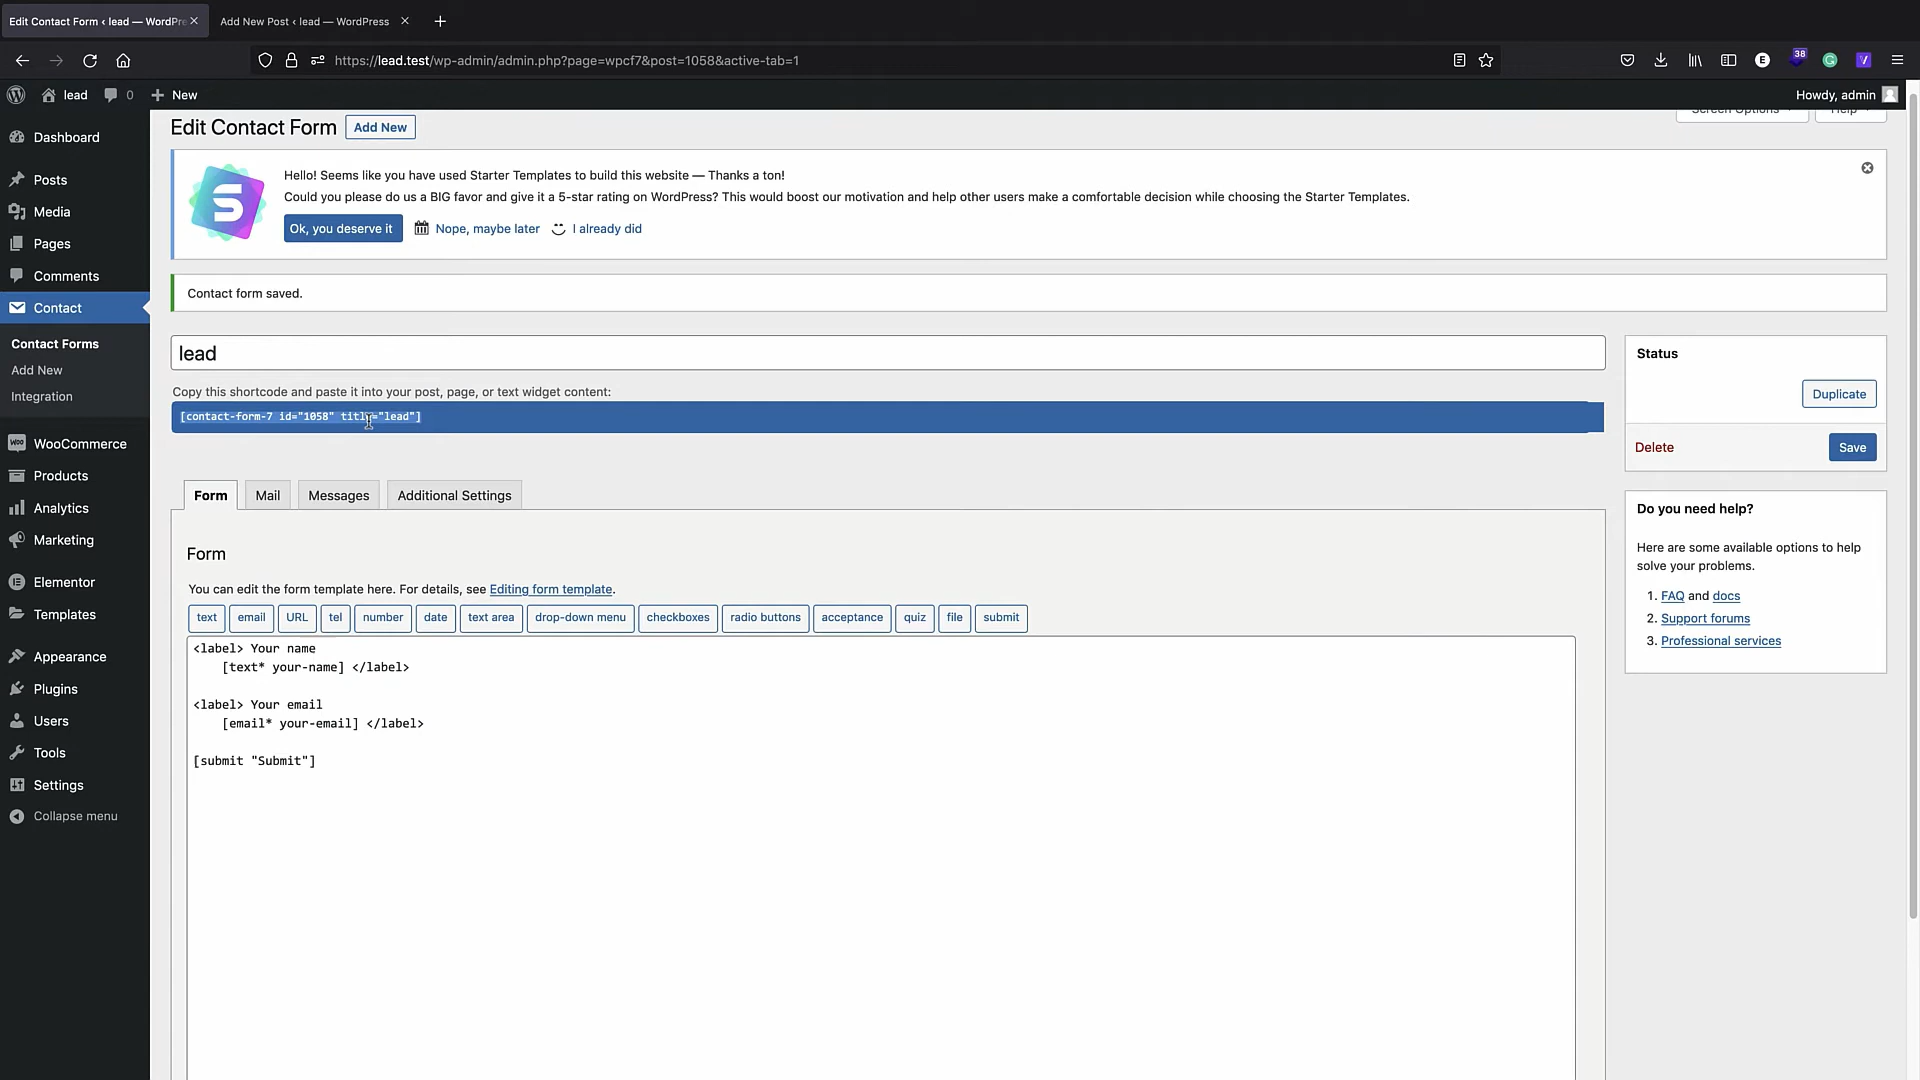 Edit Contact Form ‹ lead — WordPre
Add New Post ‹ lead — WordPress
https://lead.test/wp-admin/admin.php?page=wpcf7&post=1058&active-tab=1
38
lead
0
New
Howdy, admin
Dashboard
Posts
Media
Pages
Comments
Contact
Contact Forms
Add New
Integration
WooCommerce
Products
Analytics
Marketing
Elementor
Templates
Appearance
Plugins
Users
Tools
Settings
Collapse menu
Edit Contact Form
Add New
Screen Options
Help
Hello! Seems like you have used Starter Templates to build this website — Thanks a ton!
Could you please do us a BIG favor and give it a 5-star rating on WordPress? This would boost our motivation and help other users make a comfortable decision while choosing the Starter Templates.
Ok, you deserve it
Nope, maybe later
I already did
Contact form saved.
lead
Copy this shortcode and paste it into your post, page, or text widget content:
[contact-form-7 id="1058" title="lead"]
Form
Mail
Messages
Additional Settings
Form
You can edit the form template here. For details, see Editing form template.
text
email
URL
tel
number
date
text area
drop-down menu
checkboxes
radio buttons
acceptance
quiz
file
submit
<label> Your name
[text* your-name] </label>
<label> Your email
[email* your-email] </label>
[submit "Submit"]
Status
Duplicate
Delete
Save
Do you need help?
Here are some available options to help
solve your problems.
1. FAQ and docs
2. Support forums
3. Professional services